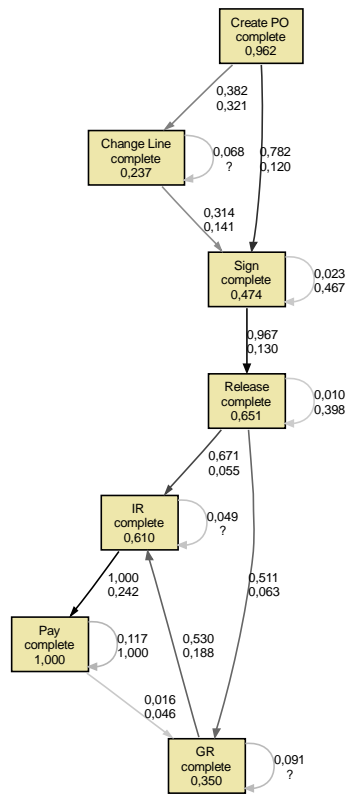 Create PO
complete
0,962
0,382
0,321
0,782
0,120
Change Line
complete
0,237
0,068
?
0,314
0,141
Sign
complete
0,474
0,023
0,467
0,967
0,130
Release
complete
0,651
0,010
0,398
0,671
0,055
IR
complete
0,610
0,049
?
0,511
0,063
1,000
0,242
Pay
complete
1,000
0,117
1,000
0,530
0,188
0,016
0,046
GR
complete
0,350
0,091
?